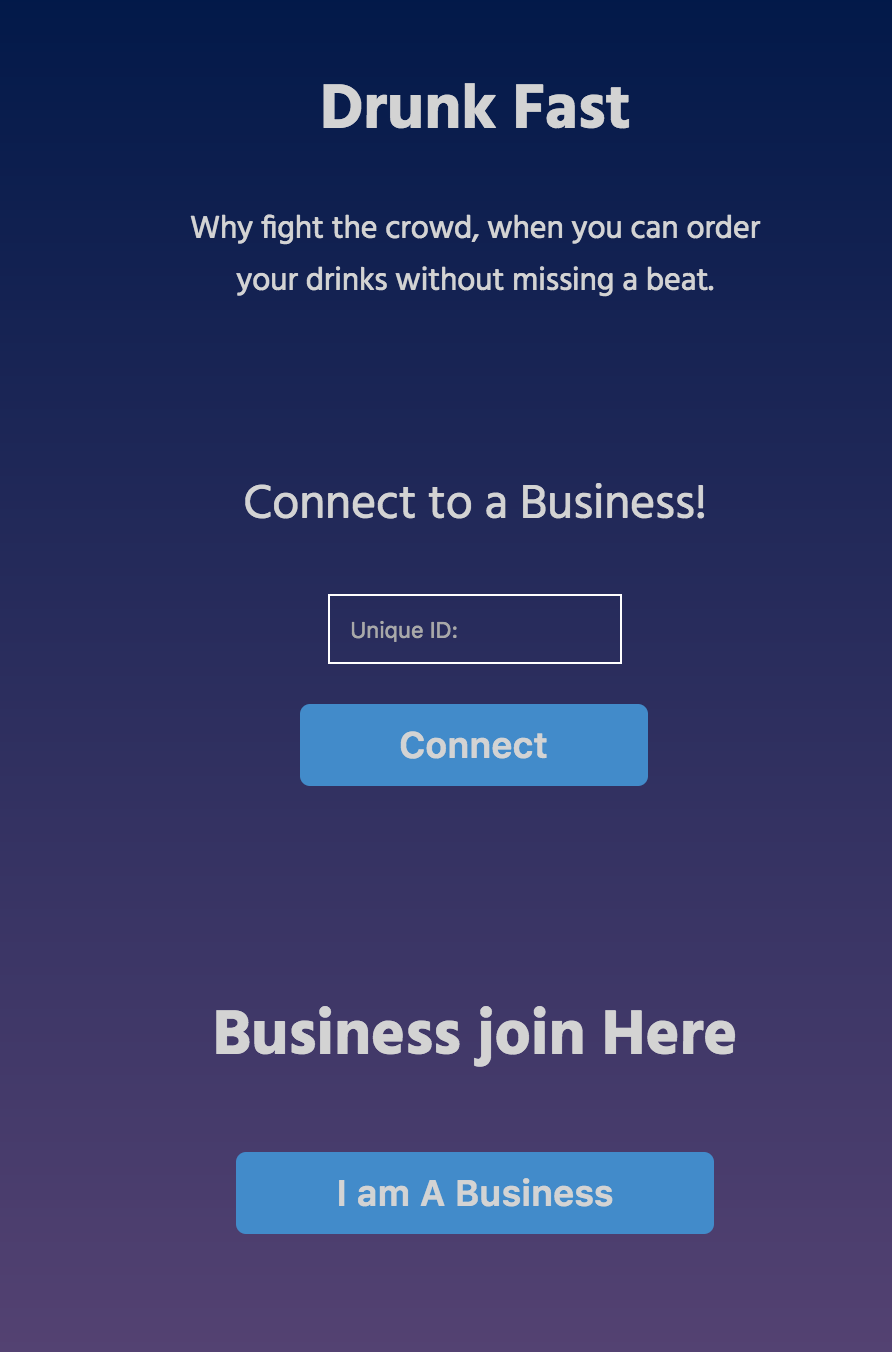 Drunk Fast
Why fight the crowd, when you can order
your drinks without missing a beat.
Connect to a Business!
Unique ID:
Connect
Business join Here
I am A Business